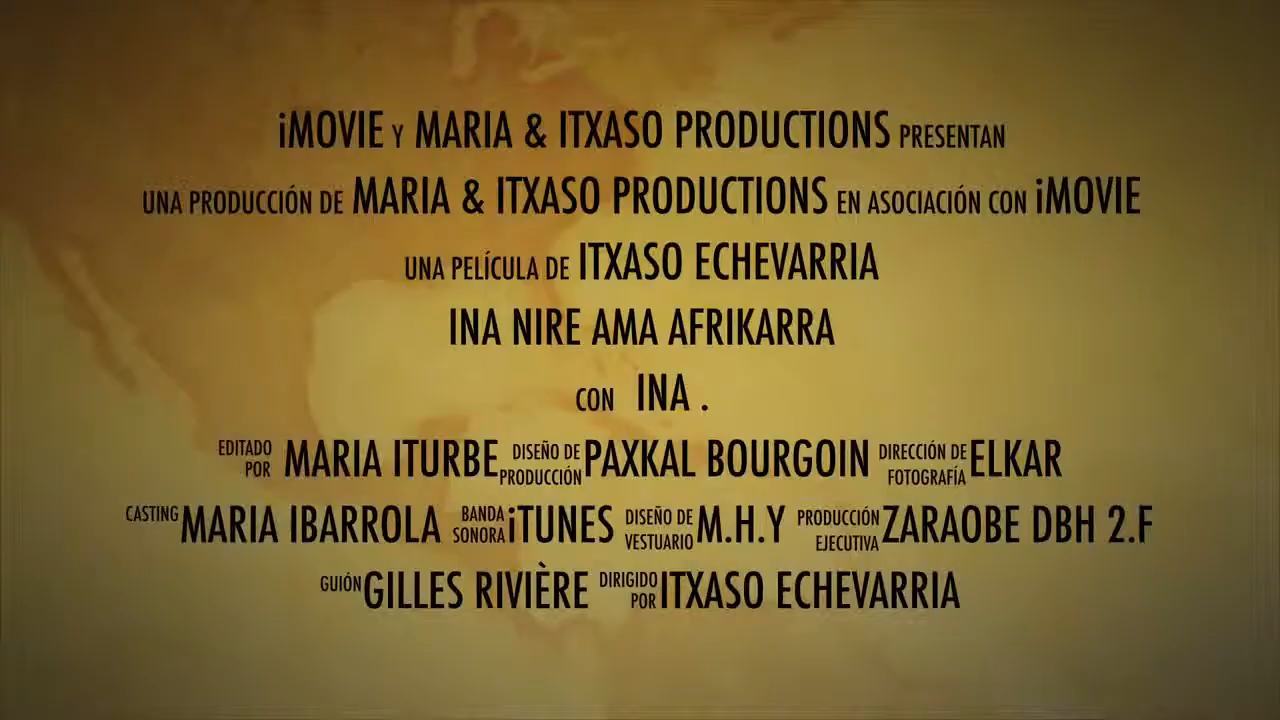 iMOVIE Y MARIA & ITXASO PRODUCTIONS PRESENTAN
UNA PRODUCCIÓN DE MARIA & ITXASO PRODUCTIONS EN ASOCIACIÓN CON iMOVIE
UNA PELÍCULA DE ITXASO ECHEVARRIA
INA NIRE AMA AFRIKARRA
CON INA .
EDITADO POR MARIA ITURBE DISEÑO DE PRODUCCIÓN PAXKAL BOURGOIN DIRECCIÓN DE FOTOGRAFÍA ELKAR
CASTING MARIA IBARROLA BANDA SONORA iTUNES DISEÑO DE VESTUARIO M.H.Y PRODUCCIÓN EJECUTIVA ZARAOBE DBH 2.F
GUIÓN GILLES RIVIÈRE DIRIGIDO POR ITXASO ECHEVARRIA